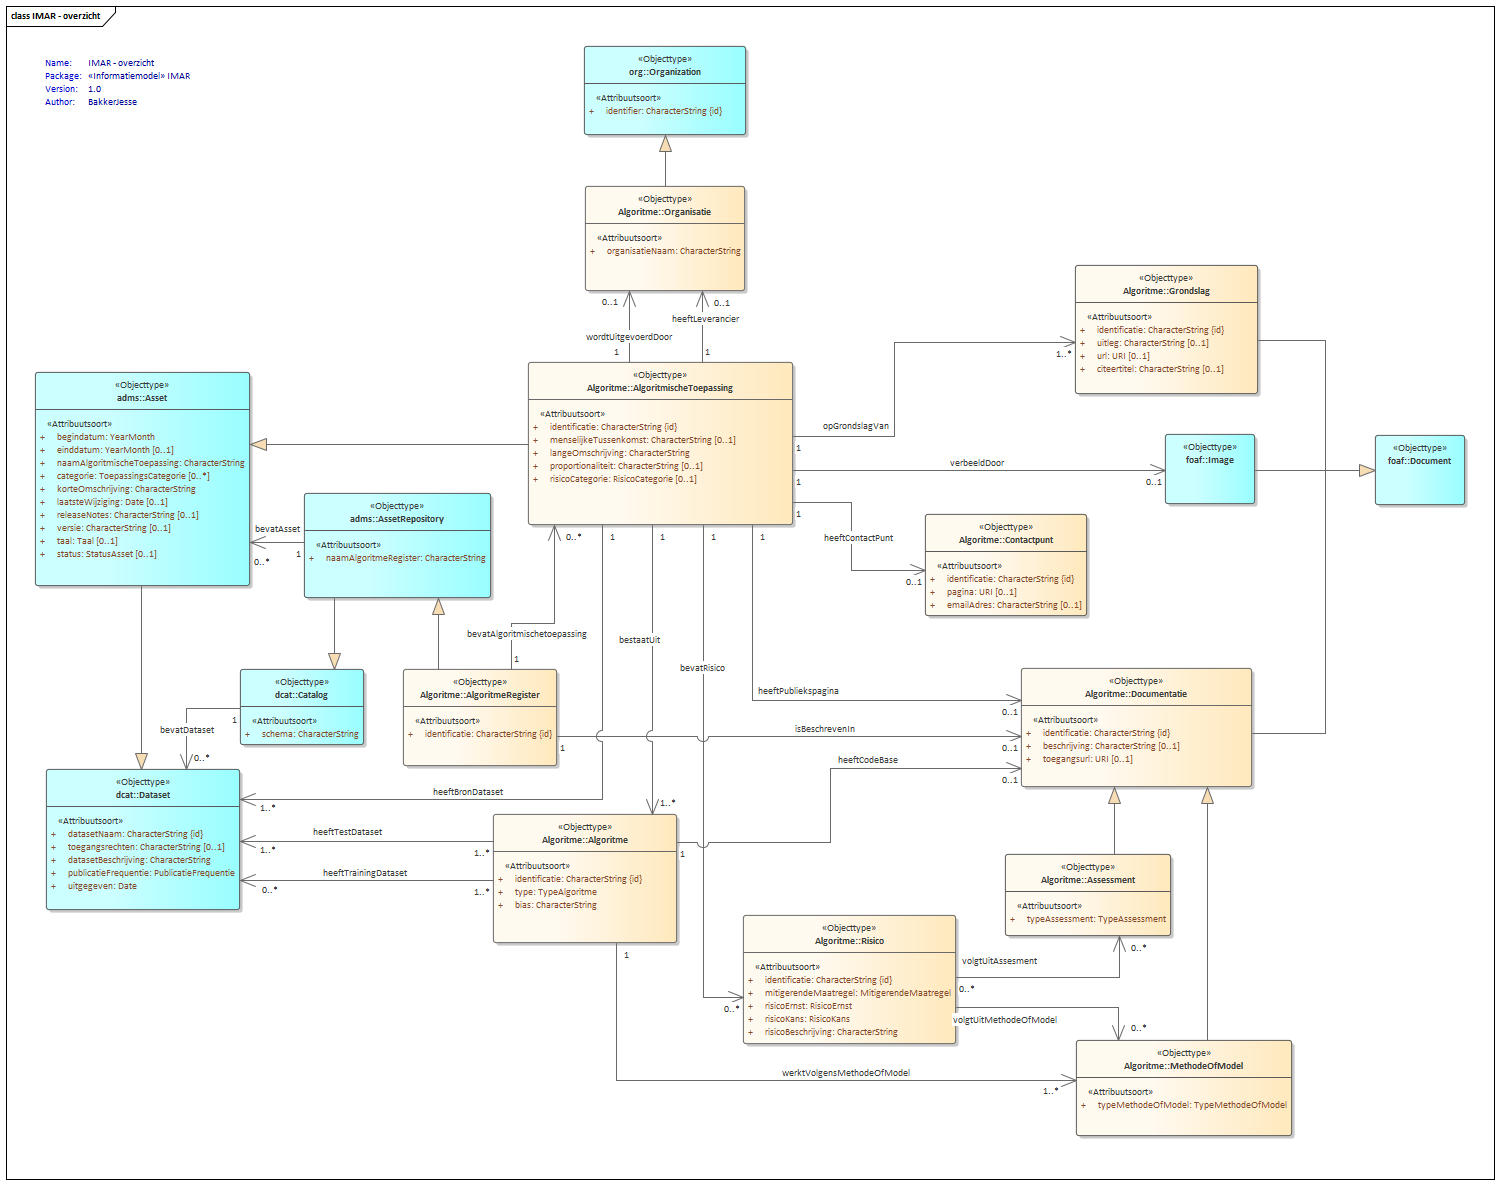 class IMAR - overzicht
Name: IMAR - overzicht
Package: «Informatiemodel» IMAR
Version: 1.0
Author: BakkerJesse
«Objecttype»
org::Organization
«Attribuutsoort»
+ identifier: CharacterString {id}
«Objecttype»
Algoritme::Organisatie
«Attribuutsoort»
+ organisatieNaam: CharacterString
0..1
0..1
heeftLeverancier
wordtUitgevoerdDoor
1
1
«Objecttype»
Algoritme::Grondslag
«Attribuutsoort»
+ identificatie: CharacterString {id}
+ uitleg: CharacterString [0..1]
+ url: URI [0..1]
+ citeertitel: CharacterString [0..1]
1..*
opGrondslagVan
1
«Objecttype»
Algoritme::AlgoritmischeToepassing
«Attribuutsoort»
+ identificatie: CharacterString {id}
+ menselijkeTussenkomst: CharacterString [0..1]
+ langeOmschrijving: CharacterString
+ proportionaliteit: CharacterString [0..1]
+ risicoCategorie: RisicoCategorie [0..1]
«Objecttype»
adms::Asset
«Attribuutsoort»
+ begindatum: YearMonth
+ einddatum: YearMonth [0..1]
+ naamAlgoritmischeToepassing: CharacterString
+ categorie: ToepassingsCategorie [0..*]
+ korteOmschrijving: CharacterString
+ laatsteWijziging: Date [0..1]
+ releaseNotes: CharacterString [0..1]
+ versie: CharacterString [0..1]
+ taal: Taal [0..1]
+ status: StatusAsset [0..1]
verbeeldDoor
1
0..1
«Objecttype»
foaf::Image
«Objecttype»
foaf::Document
«Objecttype»
adms::AssetRepository
«Attribuutsoort»
+ naamAlgoritmeRegister: CharacterString
bevatAsset
1
0..*
1
heeftContactPunt
0..1
«Objecttype»
Algoritme::Contactpunt
«Attribuutsoort»
+ identificatie: CharacterString {id}
+ pagina: URI [0..1]
+ emailAdres: CharacterString [0..1]
0..*
1
1
1
1
bevatAlgoritmischetoepassing
1
bestaatUit
bevatRisico
heeftPubliekspagina
0..1
«Objecttype»
dcat::Catalog
«Attribuutsoort»
+ schema: CharacterString
1
bevatDataset
0..*
«Objecttype»
Algoritme::AlgoritmeRegister
«Attribuutsoort»
+ identificatie: CharacterString {id}
1
isBeschrevenIn
0..1
«Objecttype»
Algoritme::Documentatie
«Attribuutsoort»
+ identificatie: CharacterString {id}
+ beschrijving: CharacterString [0..1]
+ toegangsurl: URI [0..1]
heeftCodeBase
0..1
1
«Objecttype»
dcat::Dataset
«Attribuutsoort»
+ datasetNaam: CharacterString {id}
+ toegangsrechten: CharacterString [0..1]
+ datasetBeschrijving: CharacterString
+ publicatieFrequentie: PublicatieFrequentie
+ uitgegeven: Date
heeftBronDataset
1..*
1..*
heeftTestDataset
1..*
1..*
heeftTrainingDataset
0..*
1..*
«Objecttype»
Algoritme::Algoritme
«Attribuutsoort»
+ identificatie: CharacterString {id}
+ type: TypeAlgoritme
+ bias: CharacterString
1
«Objecttype»
Algoritme::Assessment
«Attribuutsoort»
+ typeAssessment: TypeAssessment
«Objecttype»
Algoritme::Risico
«Attribuutsoort»
+ identificatie: CharacterString {id}
+ mitigerendeMaatregel: MitigerendeMaatregel
+ risicoErnst: RisicoErnst
+ risicoKans: RisicoKans
+ risicoBeschrijving: CharacterString
0..*
volgtUitAssesment
0..*
0..*
volgtUitMethodeOfModel
0..*
«Objecttype»
Algoritme::MethodeOfModel
«Attribuutsoort»
+ typeMethodeOfModel: TypeMethodeOfModel
werktVolgensMethodeOfModel
1..*